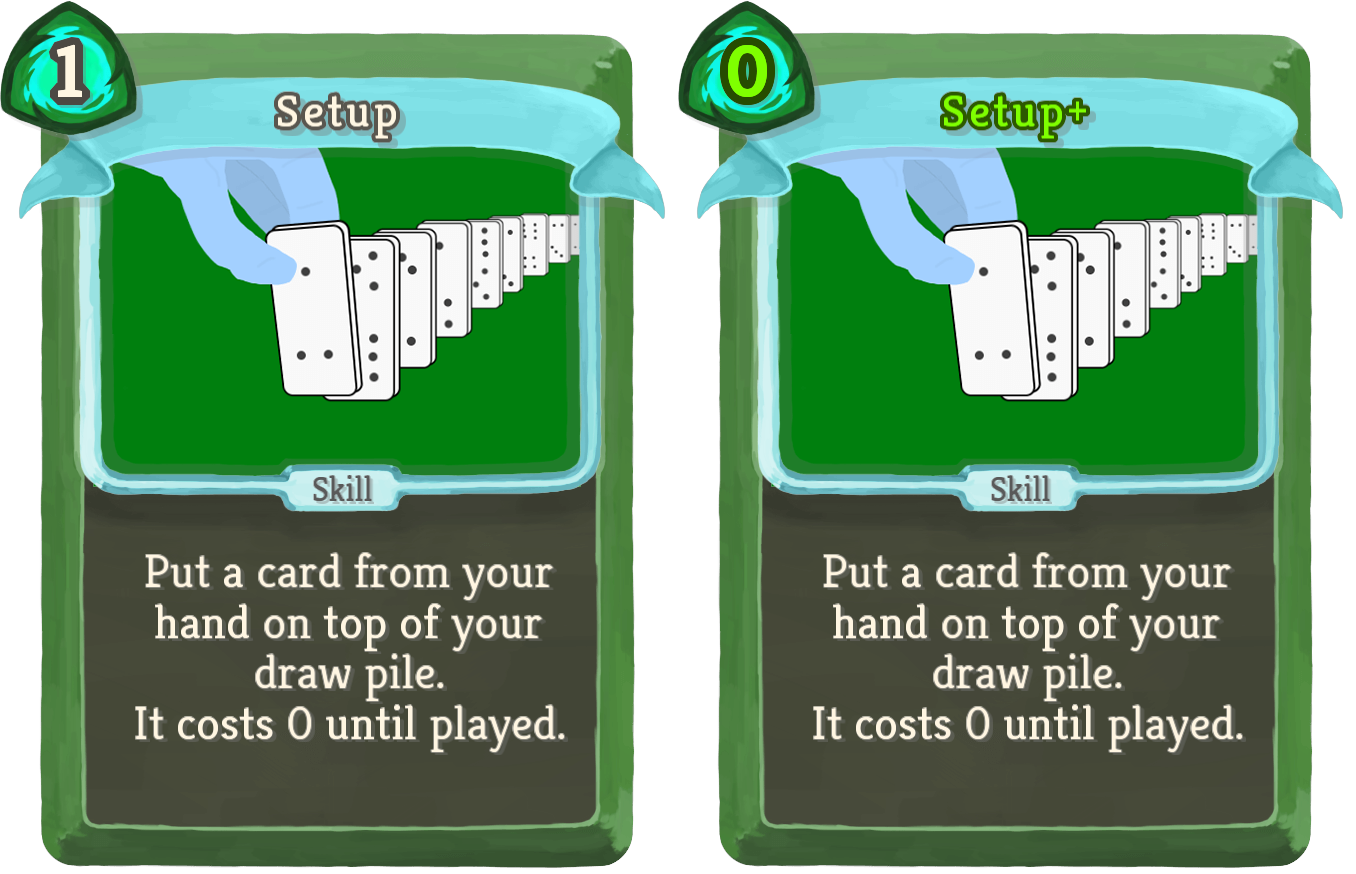 1
Setup
Skill
Put a card from your
hand on top of your
draw pile.
It costs 0 until played.
0
Setup+
Skill
Put a card from your
hand on top of your
draw pile.
It costs 0 until played.